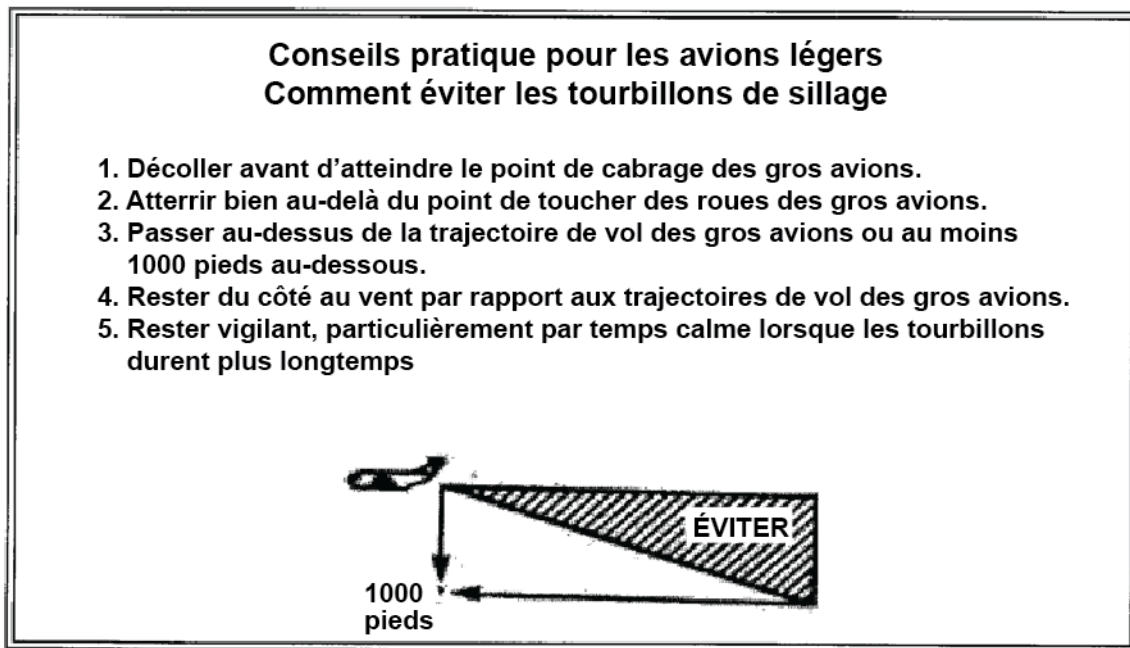 Conseils pratique pour les avions légers
Comment éviter les tourbillons de sillage
1. Décoller avant d’atteindre le point de cabrage des gros avions.
2. Atterrir bien au-delà du point de toucher des roues des gros avions.
3. Passer au-dessus de la trajectoire de vol des gros avions ou au moins
1000 pieds au-dessous.
4. Rester du côté au vent par rapport aux trajectoires de vol des gros avions.
5. Rester vigilant, particulièrement par temps calme lorsque les tourbillons
durent plus longtemps
ÉVITER
1000
pieds